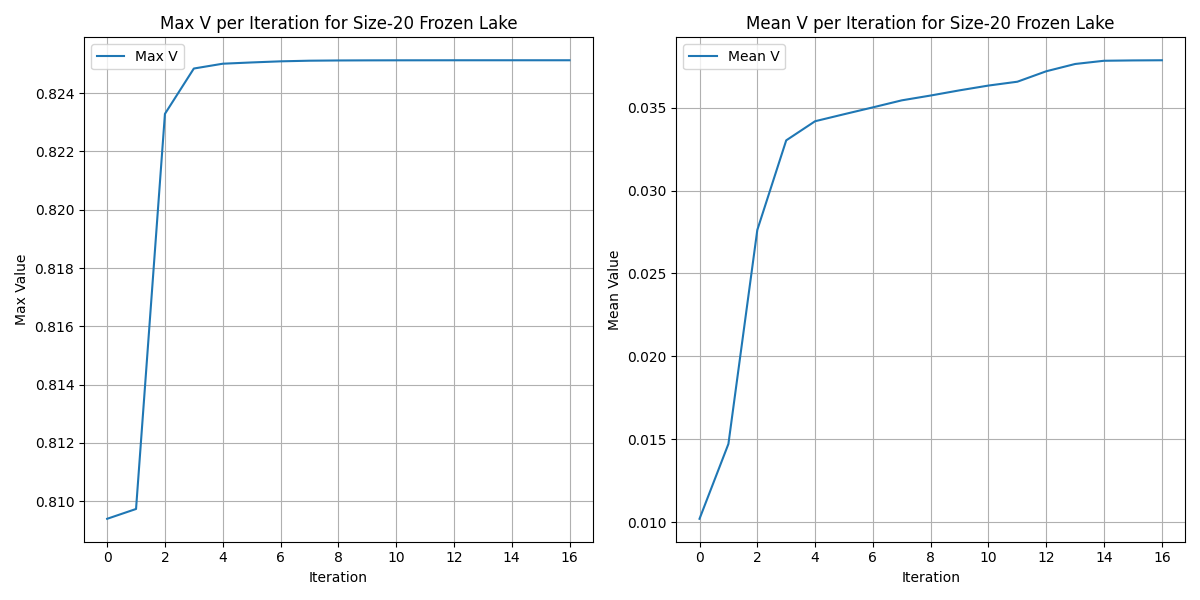 Max V per Iteration for Size-20 Frozen Lake
Max V
0.824
0.822
0.820
0.818
0.816
0.814
0.812
0.810
Max Value
0 2 4 6 8 10 12 14 16
Iteration
Mean V per Iteration for Size-20 Frozen Lake
Mean V
0.035
0.030
0.025
0.020
0.015
0.010
Mean Value
0 2 4 6 8 10 12 14 16
Iteration